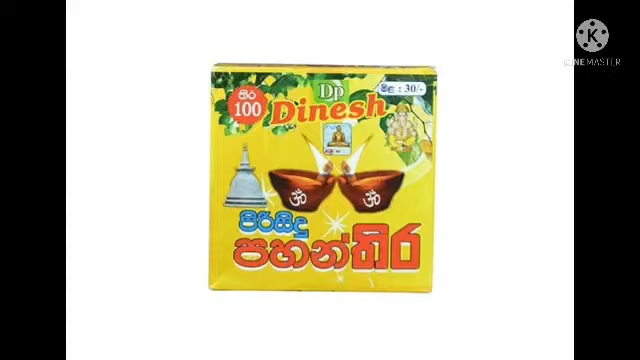 KINEMASTER
Dp
Dinesh
තිර
100
මිල : 30/-
පිරිසිදු
පහන්තිර